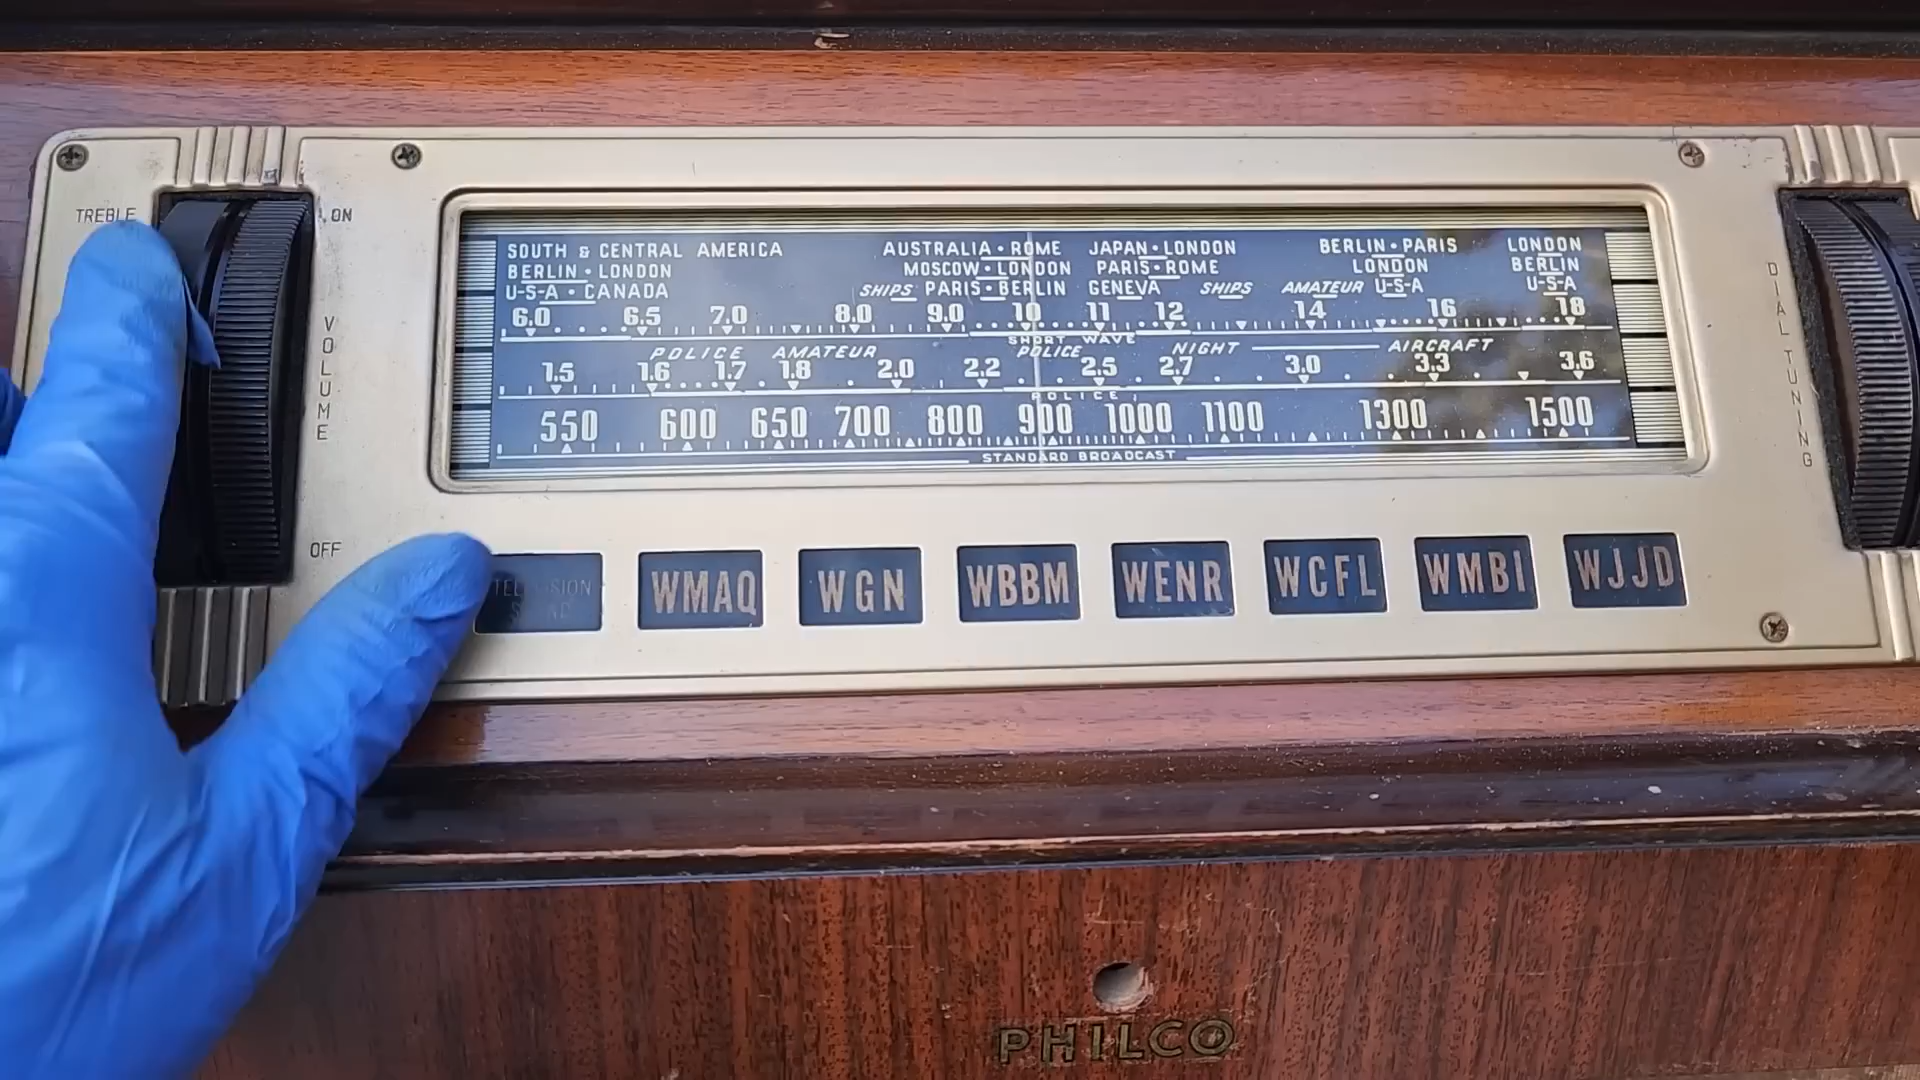 TREBLE
ON
VOLUME
OFF
SOUTH & CENTRAL AMERICA AUSTRALIA • ROME JAPAN • LONDON BERLIN • PARIS LONDON
BERLIN • LONDON MOSCOW • LONDON PARIS • ROME LONDON BERLIN
U-S-A • CANADA SHIPS PARIS • BERLIN GENEVA SHIPS AMATEUR U-S-A U-S-A
6.0 6.5 7.0 8.0 9.0 10 11 12 14 16 18
SHORT WAVE
POLICE AMATEUR POLICE NIGHT AIRCRAFT
1.5 1.6 1.7 1.8 2.0 2.2 2.5 2.7 3.0 3.3 3.6
POLICE
550 600 650 700 800 900 1000 1100 1300 1500
STANDARD BROADCAST
DIAL TUNING
WMAQ WGN WBBM WENR WCFL WMBI WJJD
PHILCO